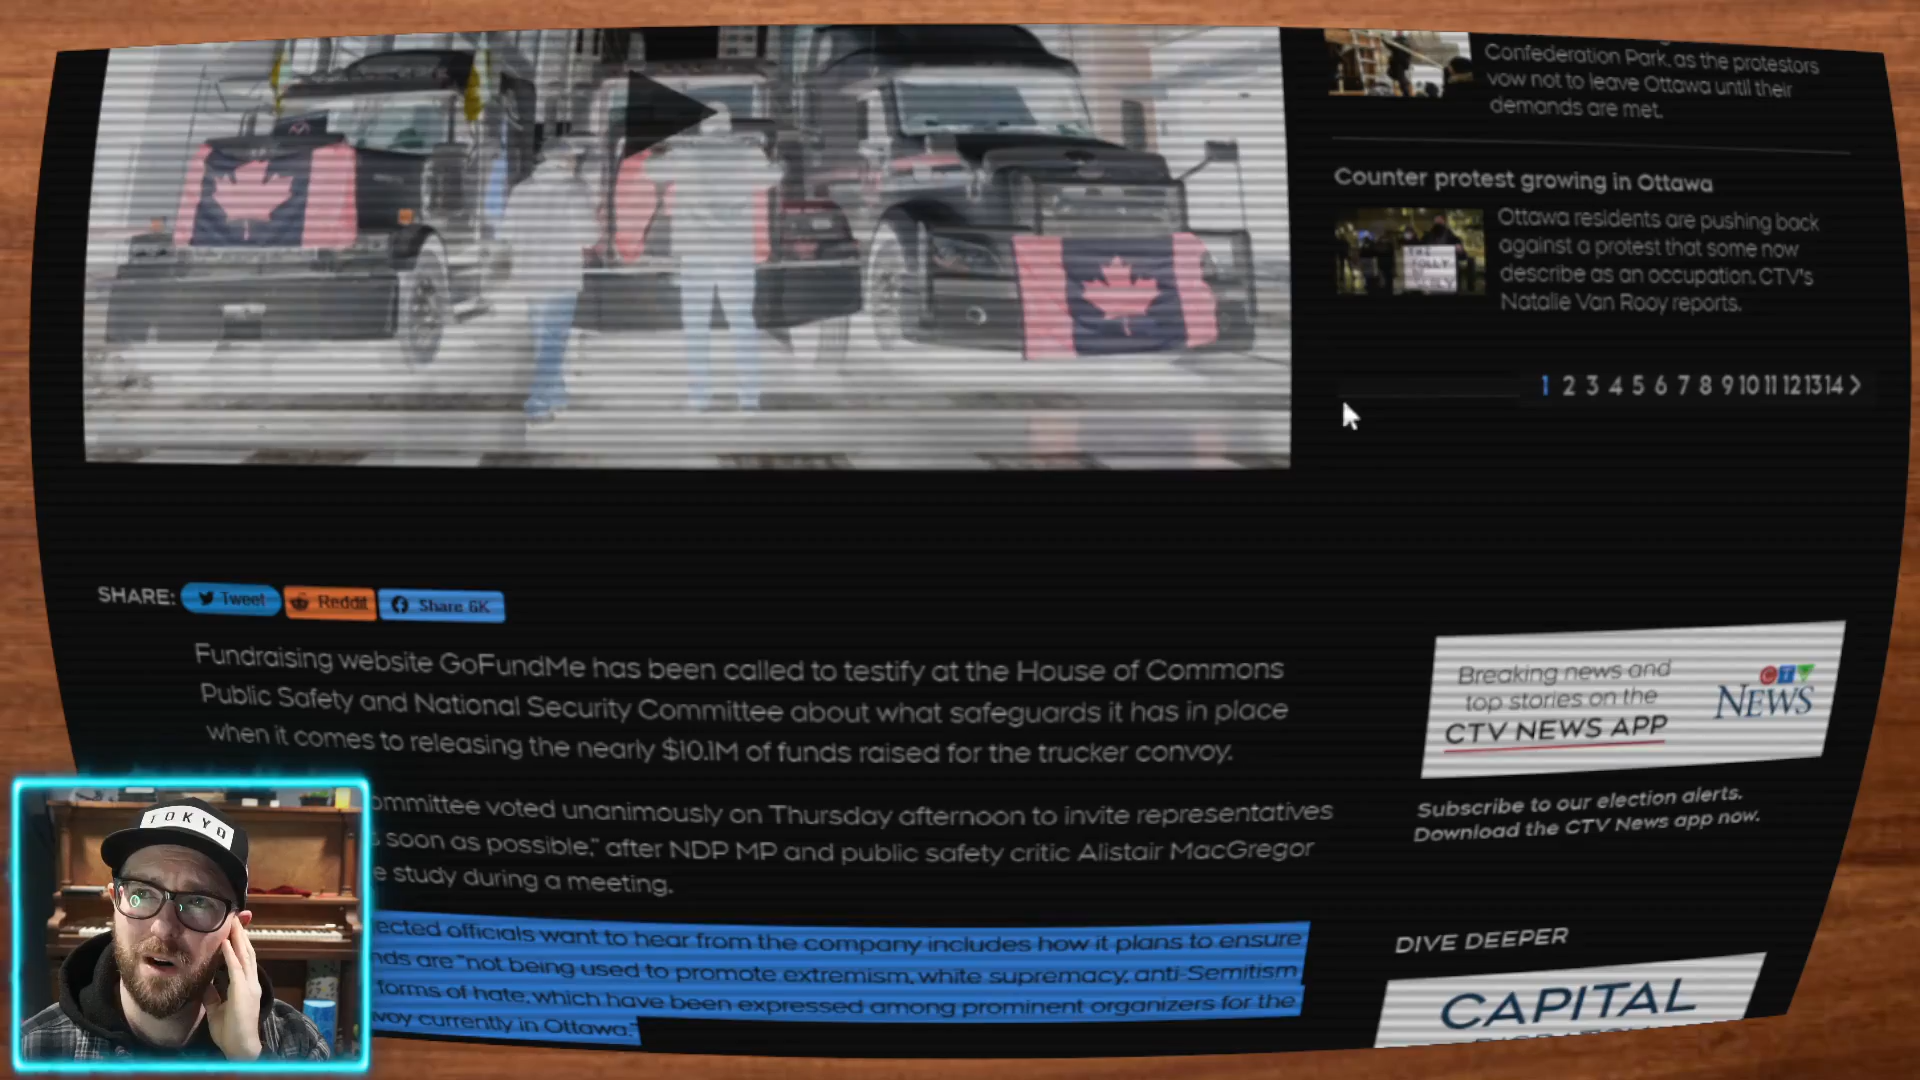 Confederation Park, as the protestors
vow not to leave Ottawa until their
demands are met.
Counter protest growing in Ottawa
THE
FOLLY
Ottawa residents are pushing back
against a protest that some now
describe as an occupation. CTV's
Natalie Van Rooy reports.
1 2 3 4 5 6 7 8 9 10 11 12 13 14 >
SHARE: Tweet Reddit Share 6K
Fundraising website GoFundMe has been called to testify at the House of Commons
Public Safety and National Security Committee about what safeguards it has in place
when it comes to releasing the nearly $10.1M of funds raised for the trucker convoy.
ommittee voted unanimously on Thursday afternoon to invite representatives
soon as possible," after NDP MP and public safety critic Alistair MacGregor
e study during a meeting.
ected officials want to hear from the company includes how it plans to ensure
nds are "not being used to promote extremism, white supremacy, anti-Semitism
forms of hate, which have been expressed among prominent organizers for the
voy currently in Ottawa."
Breaking news and
top stories on the
CTV NEWS APP
CTV
NEWS
Subscribe to our election alerts.
Download the CTV News app now.
DIVE DEEPER
CAPITAL
TOKYO